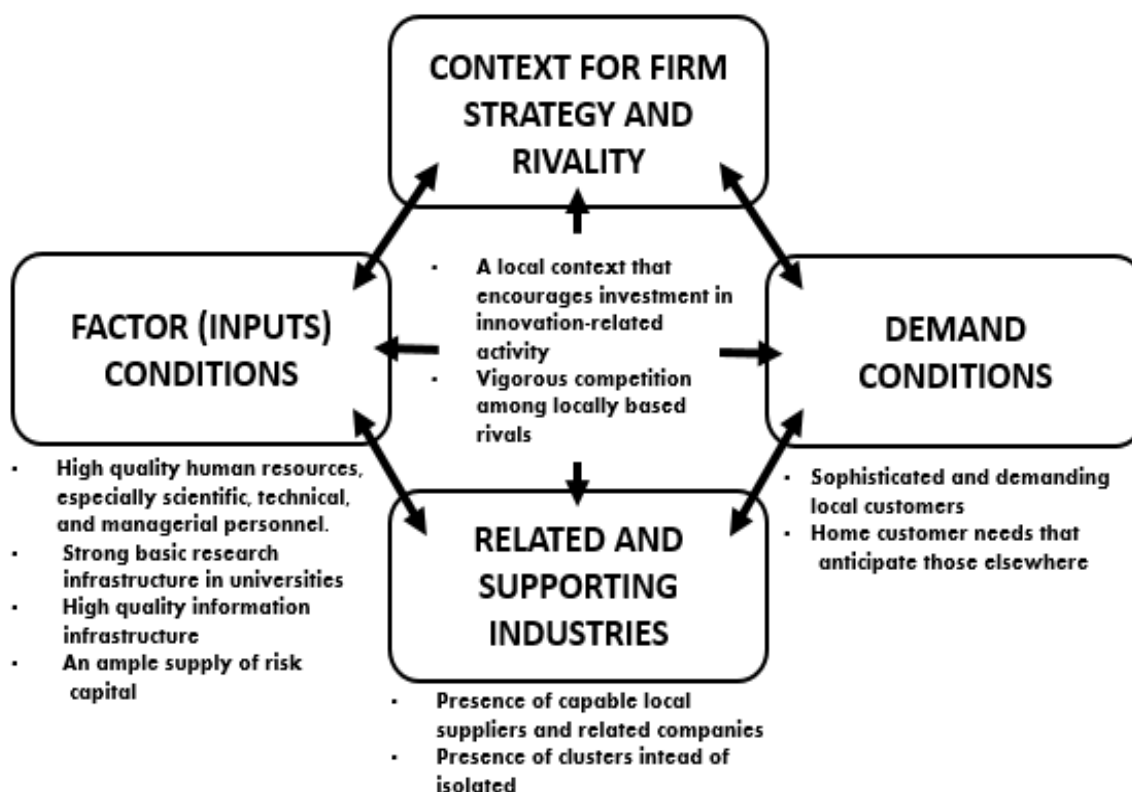 CONTEXT FOR FIRM
STRATEGY AND
RIVALITY
FACTOR (INPUTS)
CONDITIONS
· A local context that
encourages investment in
innovation-related
activity
· Vigorous competition
among locally based
rivals
DEMAND
CONDITIONS
· High quality human resources,
especially scientific, technical,
and managerial personnel.
· Strong basic research
infrastructure in universities
· High quality information
infrastructure
· An ample supply of risk
capital
RELATED AND
SUPPORTING
INDUSTRIES
· Sophisticated and demanding
local customers
· Home customer needs that
anticipate those elsewhere
· Presence of capable local
suppliers and related companies
· Presence of clusters intead of
isolated